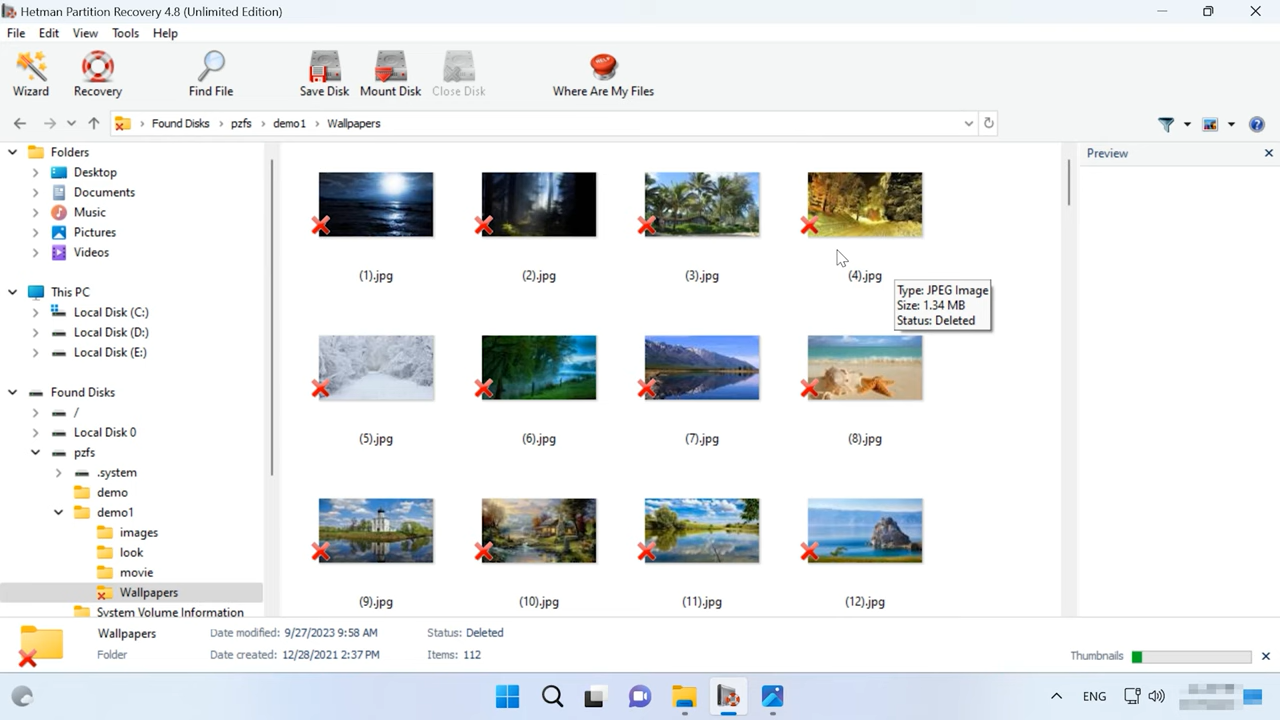 Hetman Partition Recovery 4.8 (Unlimited Edition)
File Edit View Tools Help
Wizard Recovery Find File Save Disk Mount Disk Close Disk Where Are My Files
Found Disks › pzfs › demo1 › Wallpapers
Folders
Desktop
Documents
Music
Pictures
Videos
This PC
Local Disk (C:)
Local Disk (D:)
Local Disk (E:)
Found Disks
/
Local Disk 0
pzfs
.system
demo
demo1
images
look
movie
Wallpapers
System Volume Information
(1).jpg (2).jpg (3).jpg (4).jpg
Type: JPEG Image
Size: 1.34 MB
Status: Deleted
(5).jpg (6).jpg (7).jpg (8).jpg
(9).jpg (10).jpg (11).jpg (12).jpg
Preview
Wallpapers Date modified: 9/27/2023 9:58 AM Status: Deleted
Folder Date created: 12/28/2021 2:37 PM Items: 112
Thumbnails
ENG